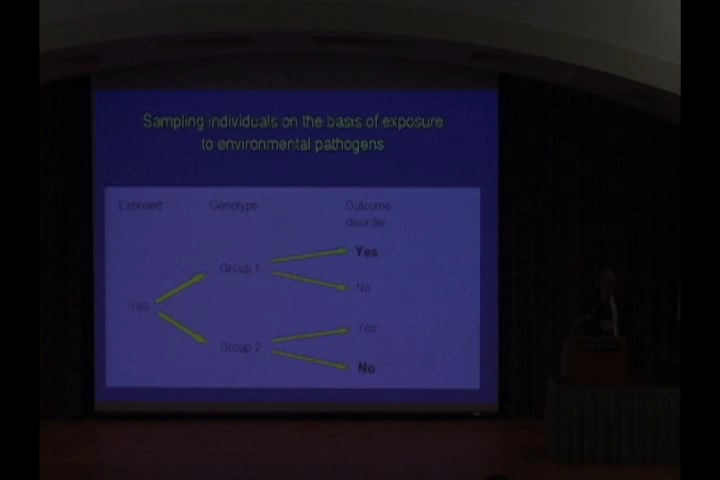 Sampling individuals on the basis of exposure
to environmental pathogens
Exposed Genotype Outcome
disorder
Group 1 Yes
No
Yes
Group 2 Yes
No